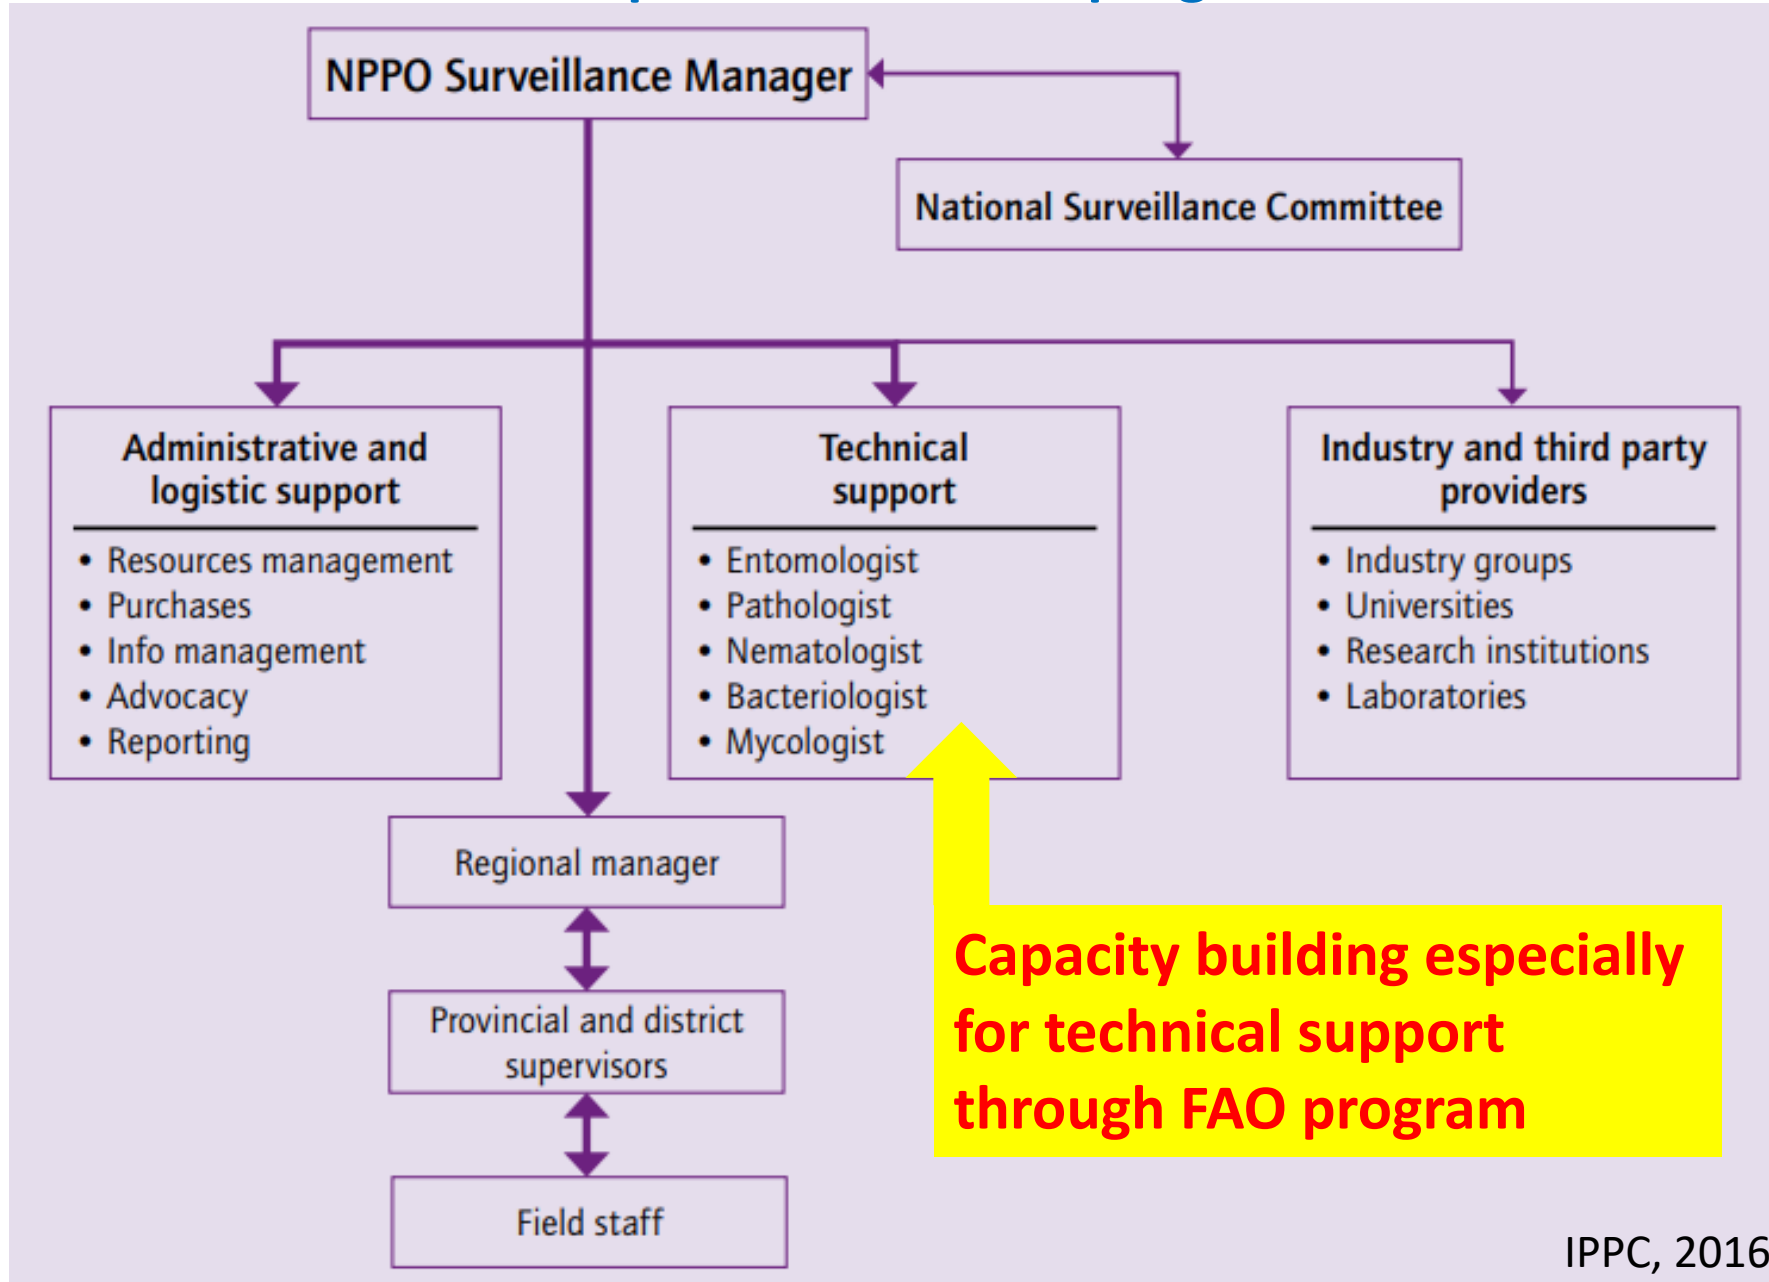 NPPO Surveillance Manager
National Surveillance Committee
Administrative and
logistic support
• Resources management
• Purchases
• Info management
• Advocacy
• Reporting
Technical
support
• Entomologist
• Pathologist
• Nematologist
• Bacteriologist
• Mycologist
Industry and third party
providers
• Industry groups
• Universities
• Research institutions
• Laboratories
Regional manager
Provincial and district
supervisors
Field staff
Capacity building especially
for technical support
through FAO program
IPPC, 2016